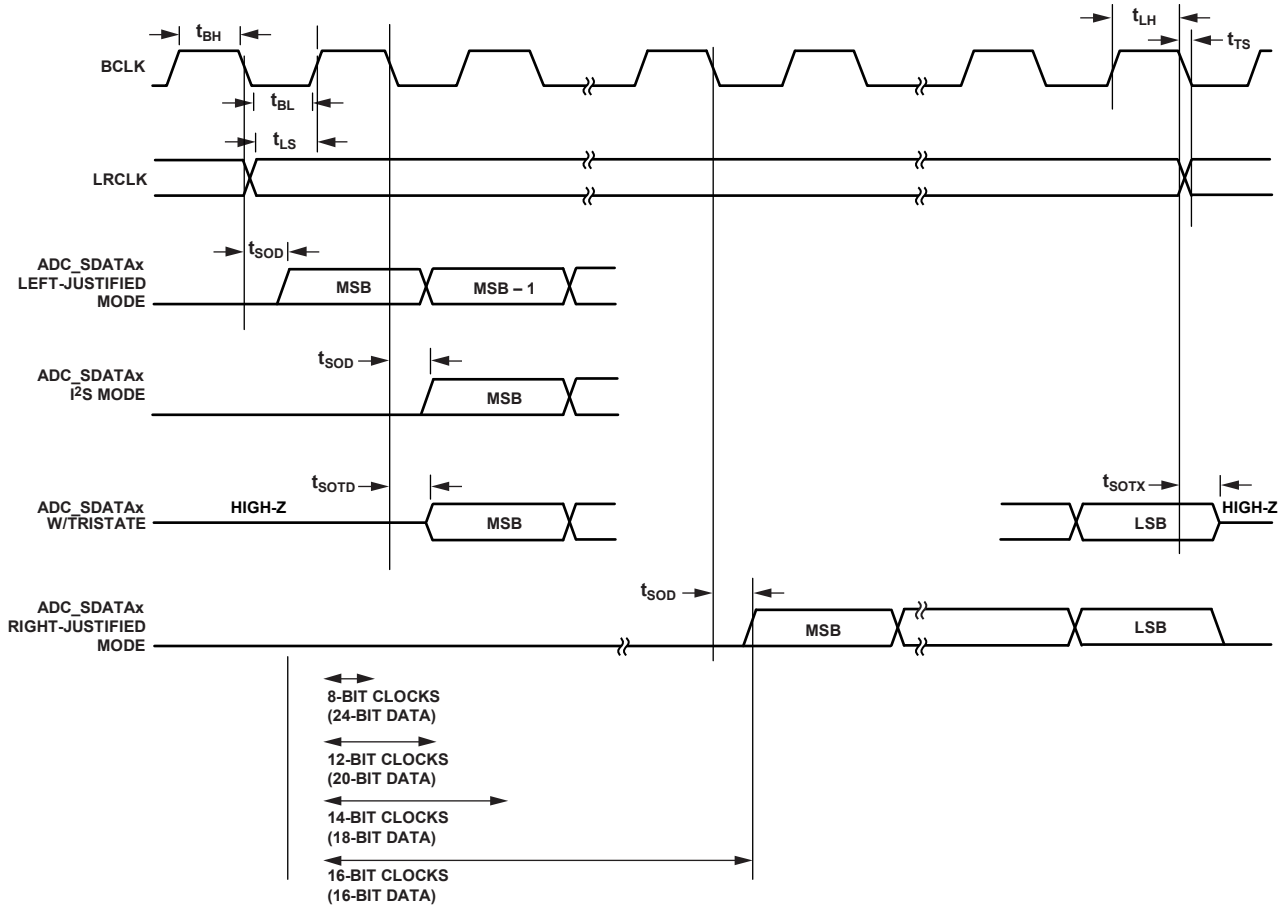 t_BH
t_LH
t_TS
BCLK
t_BL
t_LS
LRCLK
t_SOD
ADC_SDATAx
LEFT-JUSTIFIED
MODE
MSB
MSB – 1
t_SOD
ADC_SDATAx
I²S MODE
MSB
t_SOTD
t_SOTX
ADC_SDATAx
W/TRISTATE
HIGH-Z
MSB
LSB
HIGH-Z
t_SOD
ADC_SDATAx
RIGHT-JUSTIFIED
MODE
MSB
LSB
8-BIT CLOCKS
(24-BIT DATA)
12-BIT CLOCKS
(20-BIT DATA)
14-BIT CLOCKS
(18-BIT DATA)
16-BIT CLOCKS
(16-BIT DATA)